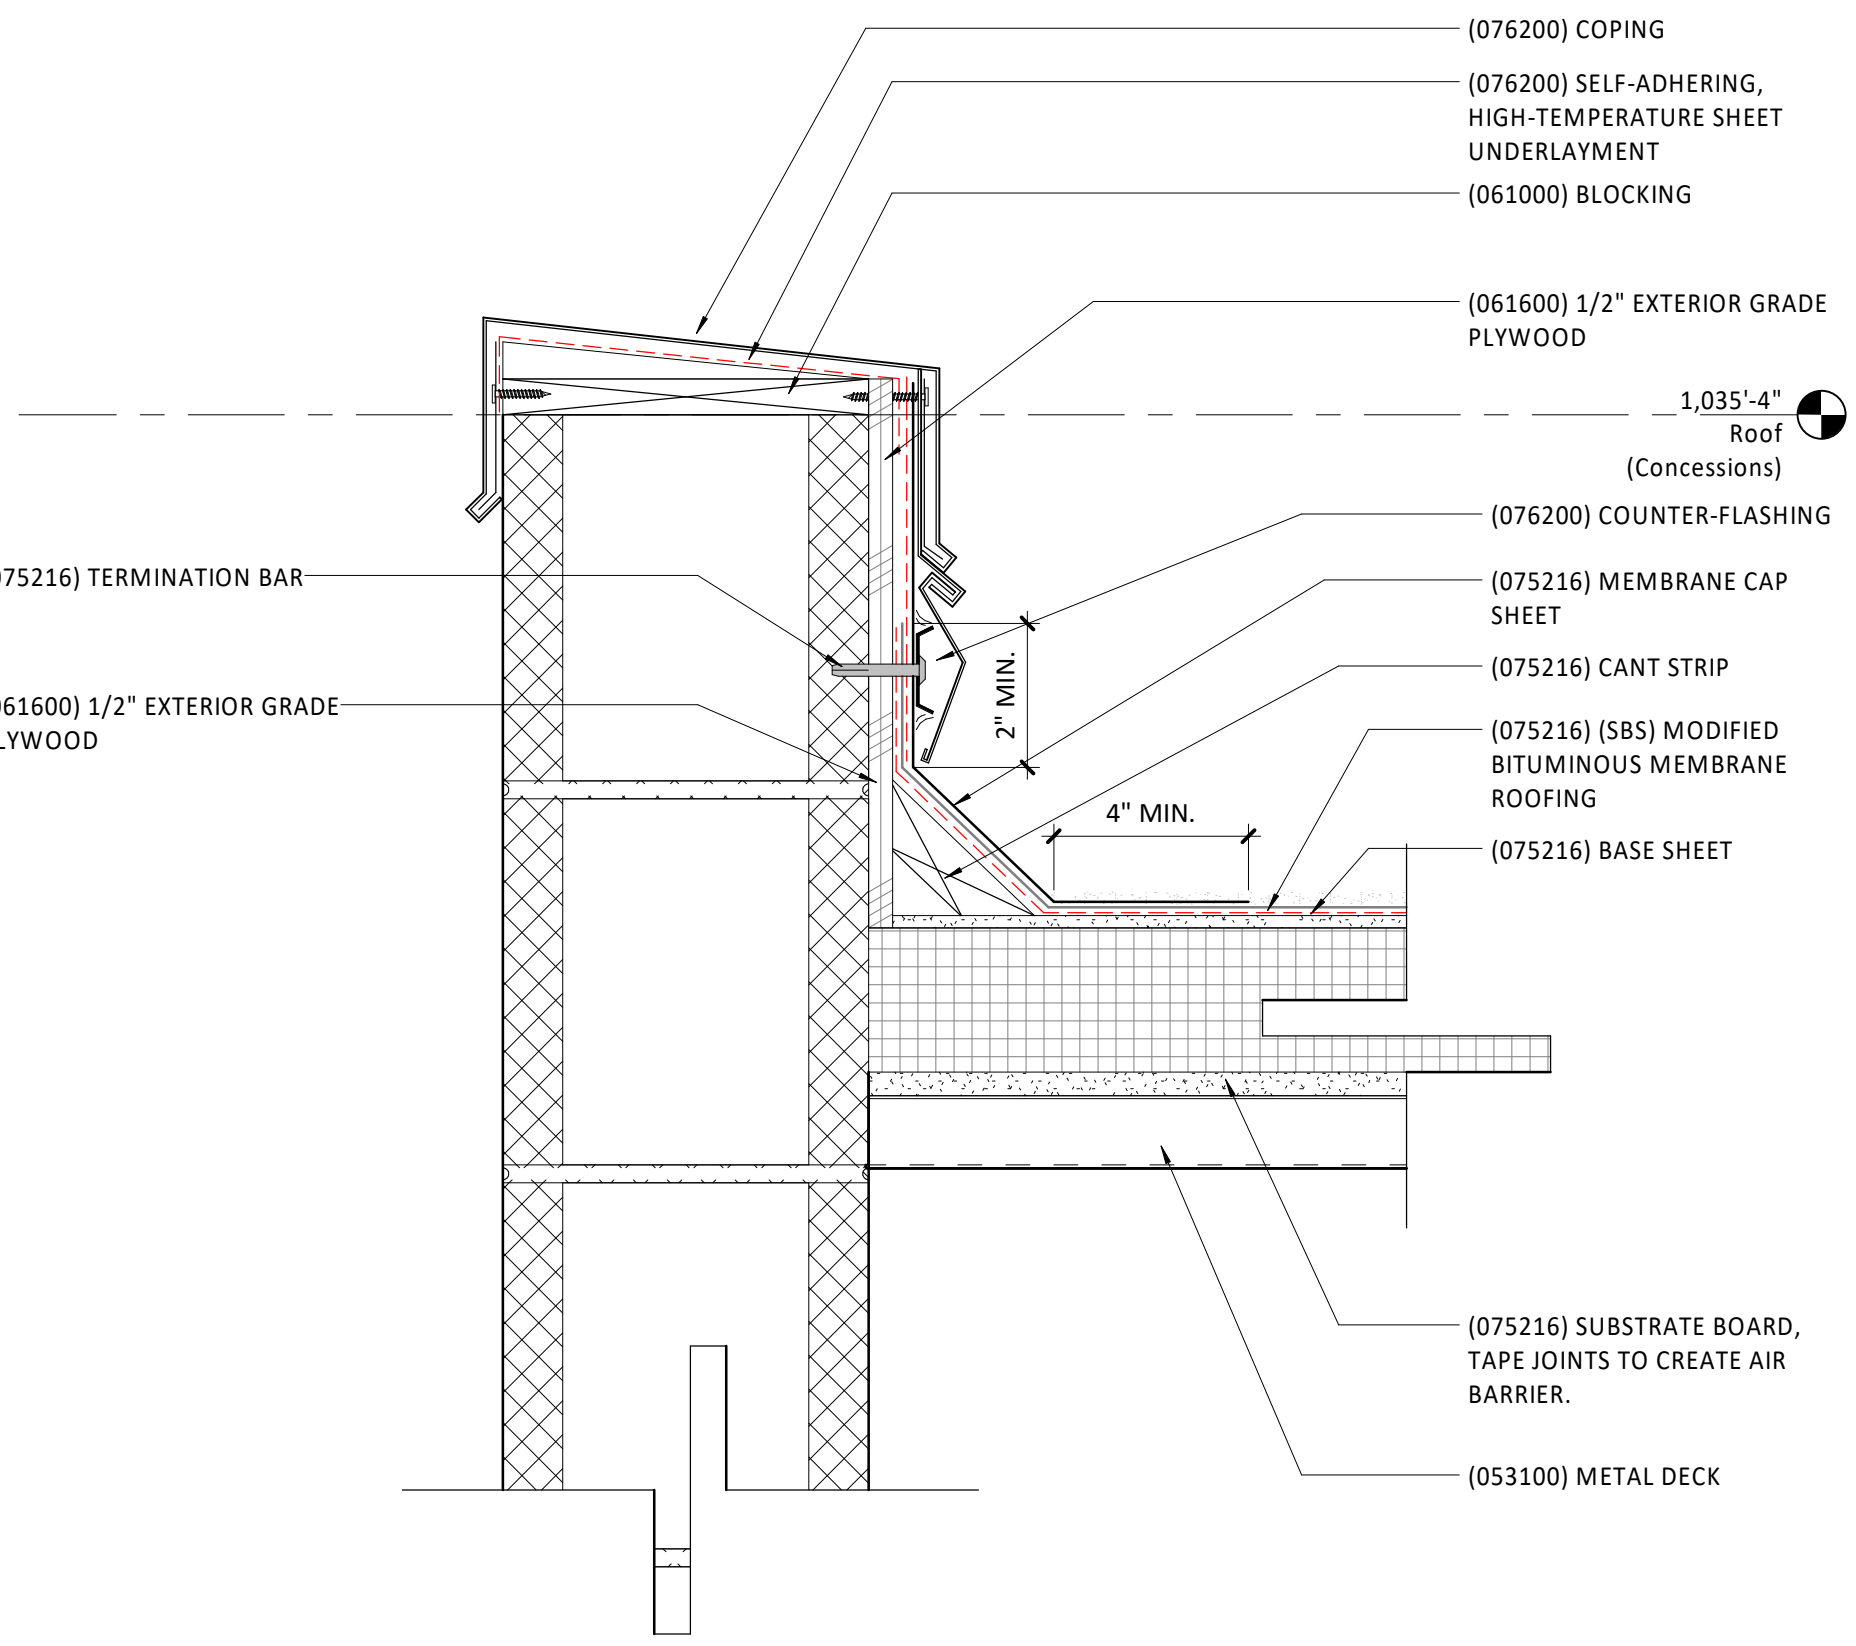 (076200) COPING
(076200) SELF-ADHERING,
HIGH-TEMPERATURE SHEET
UNDERLAYMENT
(061000) BLOCKING
(061600) 1/2" EXTERIOR GRADE
PLYWOOD
1,035'-4"
Roof
(Concessions)
(076200) COUNTER-FLASHING
075216) TERMINATION BAR
(075216) MEMBRANE CAP
SHEET
2" MIN.
(075216) CANT STRIP
061600) 1/2" EXTERIOR GRADE
LYWOOD
(075216) (SBS) MODIFIED
BITUMINOUS MEMBRANE
ROOFING
4" MIN.
(075216) BASE SHEET
(075216) SUBSTRATE BOARD,
TAPE JOINTS TO CREATE AIR
BARRIER.
(053100) METAL DECK